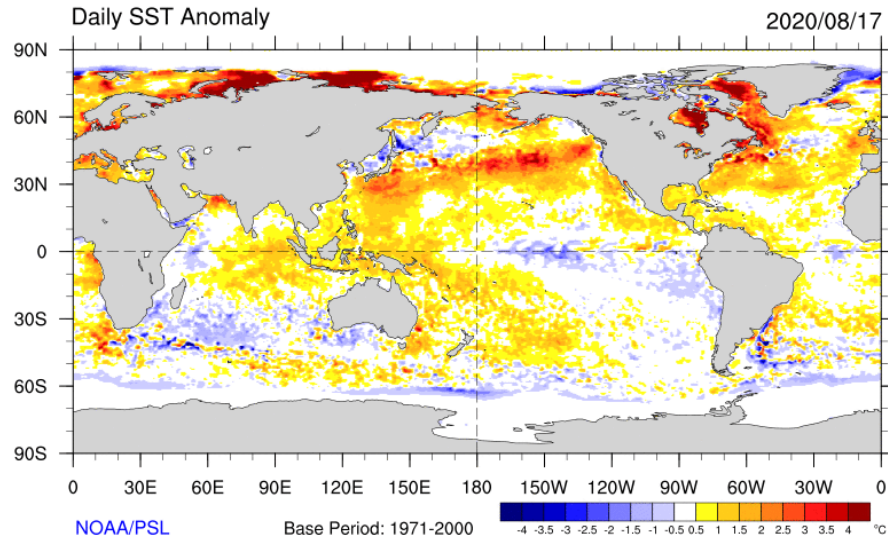 Daily SST Anomaly 2020/08/17
90N
60N
30N
0
30S
60S
90S
0 30E 60E 90E 120E 150E 180 150W 120W 90W 60W 30W 0
NOAA/PSL Base Period: 1971-2000
-4 -3.5 -3 -2.5 -2 -1.5 -1 -0.5 0.5 1 1.5 2 2.5 3 3.5 4 °C